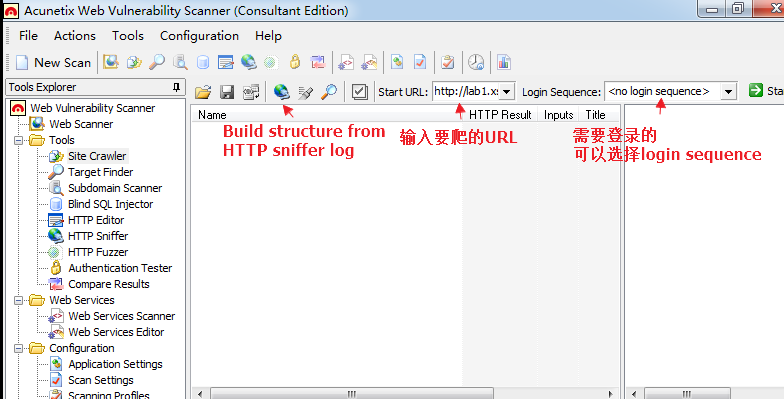 Acunetix Web Vulnerability Scanner (Consultant Edition)
File Actions Tools Configuration Help
New Scan
Tools Explorer
Start URL: http://lab1.xs Login Sequence: <no login sequence> Star
Web Vulnerability Scanner
Web Scanner
Tools
Site Crawler
Target Finder
Subdomain Scanner
Blind SQL Injector
HTTP Editor
HTTP Sniffer
HTTP Fuzzer
Authentication Tester
Compare Results
Web Services
Web Services Scanner
Web Services Editor
Configuration
Application Settings
Scan Settings
Scanning Profiles
Name HTTP Result Inputs Title
Build structure from
HTTP sniffer log
输入要爬的URL
需要登录的
可以选择login sequence